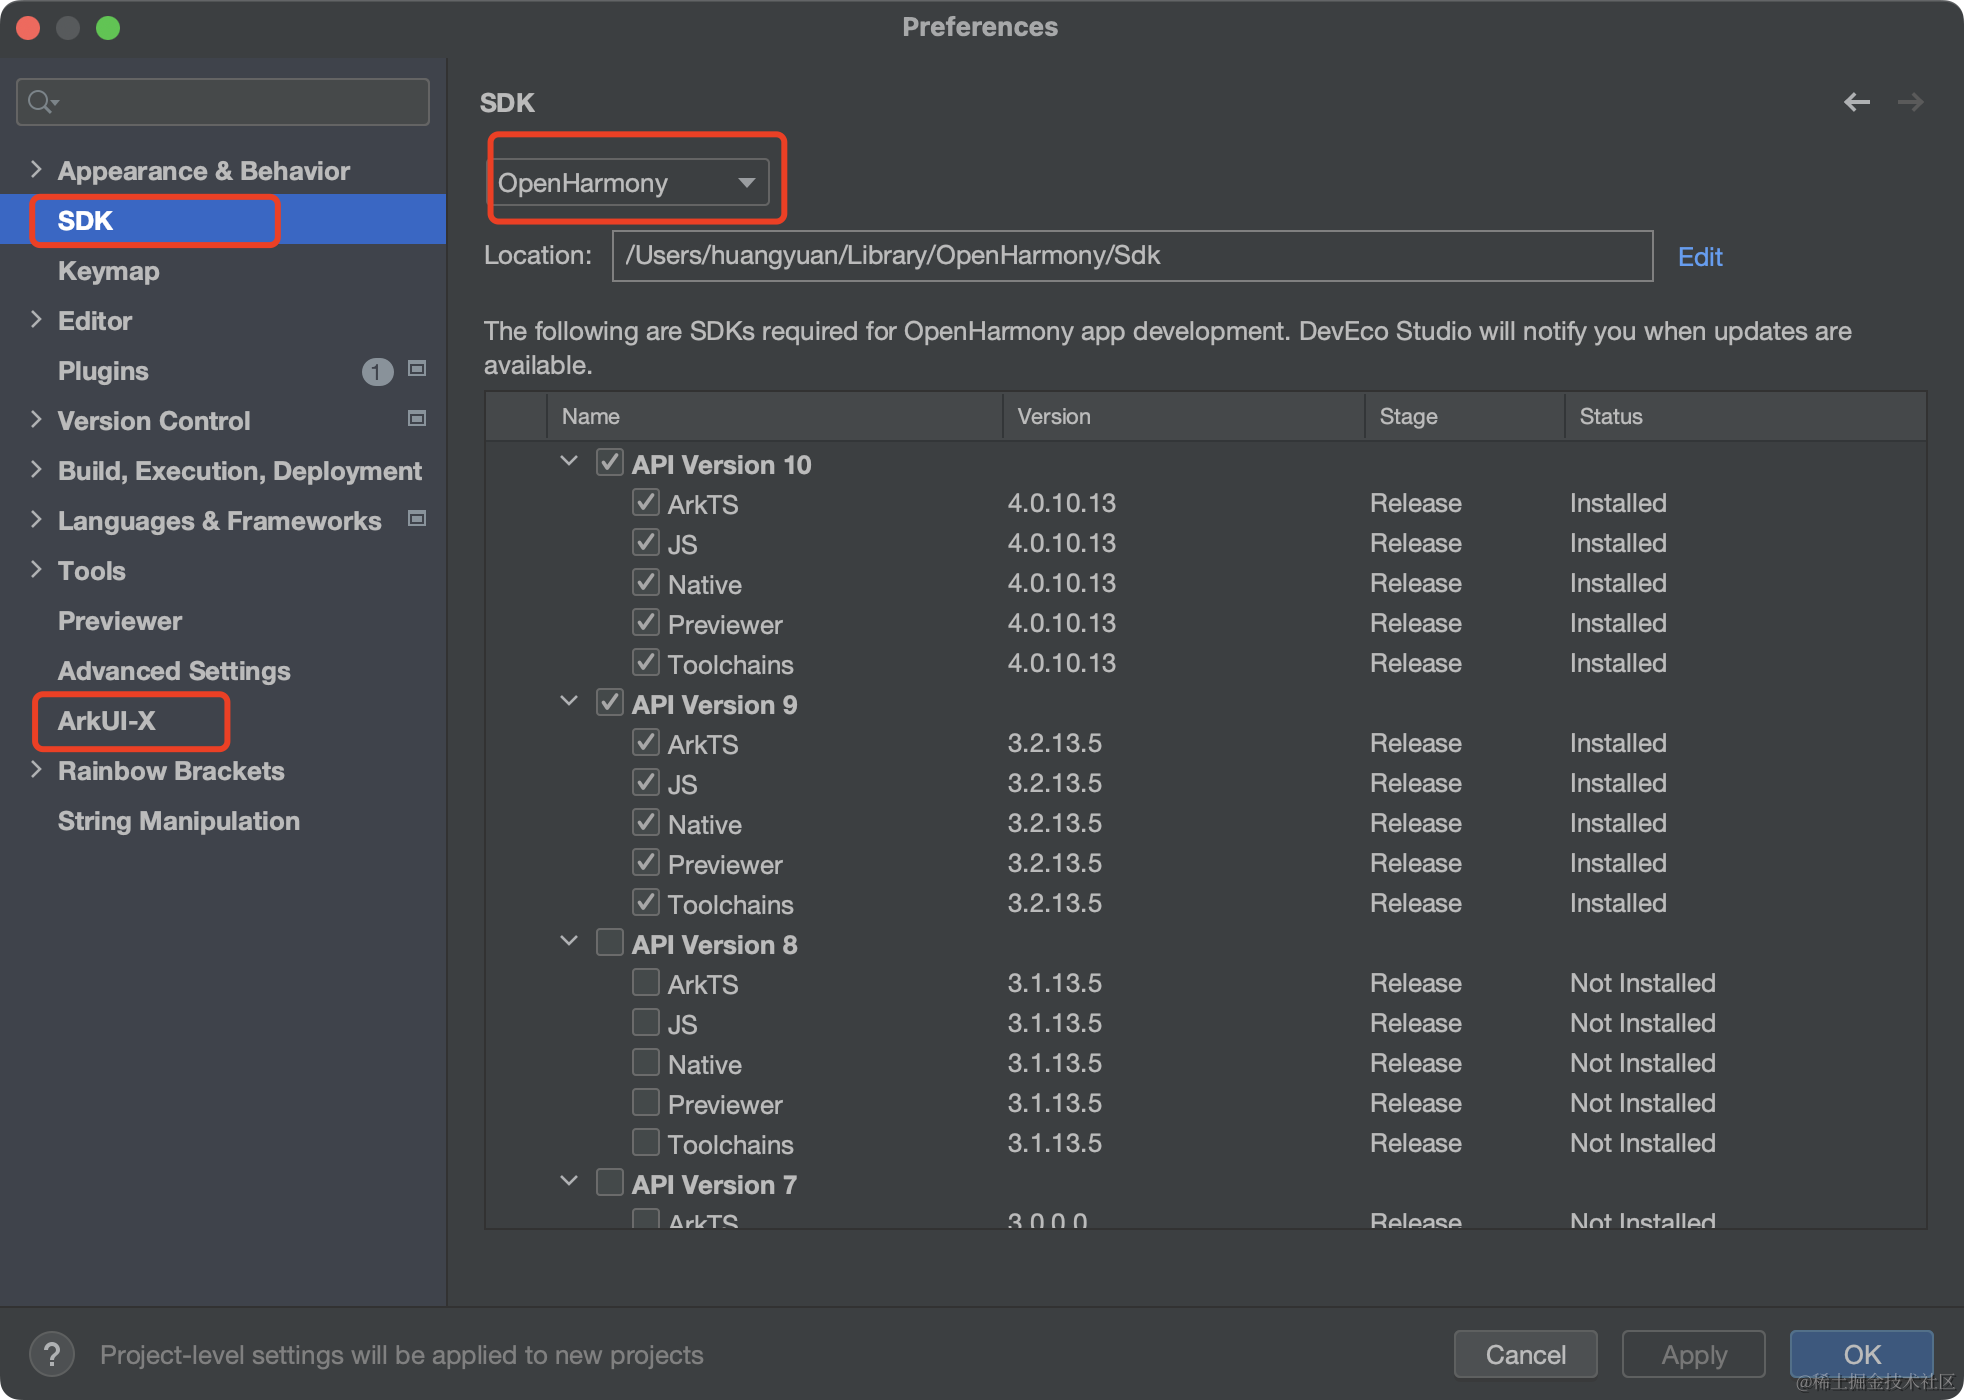 Preferences
SDK
Appearance & Behavior
SDK
Keymap
Editor
Plugins 1
Version Control
Build, Execution, Deployment
Languages & Frameworks
Tools
Previewer
Advanced Settings
ArkUI-X
Rainbow Brackets
String Manipulation
OpenHarmony
Location: /Users/huangyuan/Library/OpenHarmony/Sdk Edit
The following are SDKs required for OpenHarmony app development. DevEco Studio will notify you when updates are
available.
Name Version Stage Status
API Version 10
ArkTS 4.0.10.13 Release Installed
JS 4.0.10.13 Release Installed
Native 4.0.10.13 Release Installed
Previewer 4.0.10.13 Release Installed
Toolchains 4.0.10.13 Release Installed
API Version 9
ArkTS 3.2.13.5 Release Installed
JS 3.2.13.5 Release Installed
Native 3.2.13.5 Release Installed
Previewer 3.2.13.5 Release Installed
Toolchains 3.2.13.5 Release Installed
API Version 8
ArkTS 3.1.13.5 Release Not Installed
JS 3.1.13.5 Release Not Installed
Native 3.1.13.5 Release Not Installed
Previewer 3.1.13.5 Release Not Installed
Toolchains 3.1.13.5 Release Not Installed
API Version 7
ArkTS 3.0.0.0 Release Not Installed
? Project-level settings will be applied to new projects
Cancel Apply OK
@稀土掘金技术社区